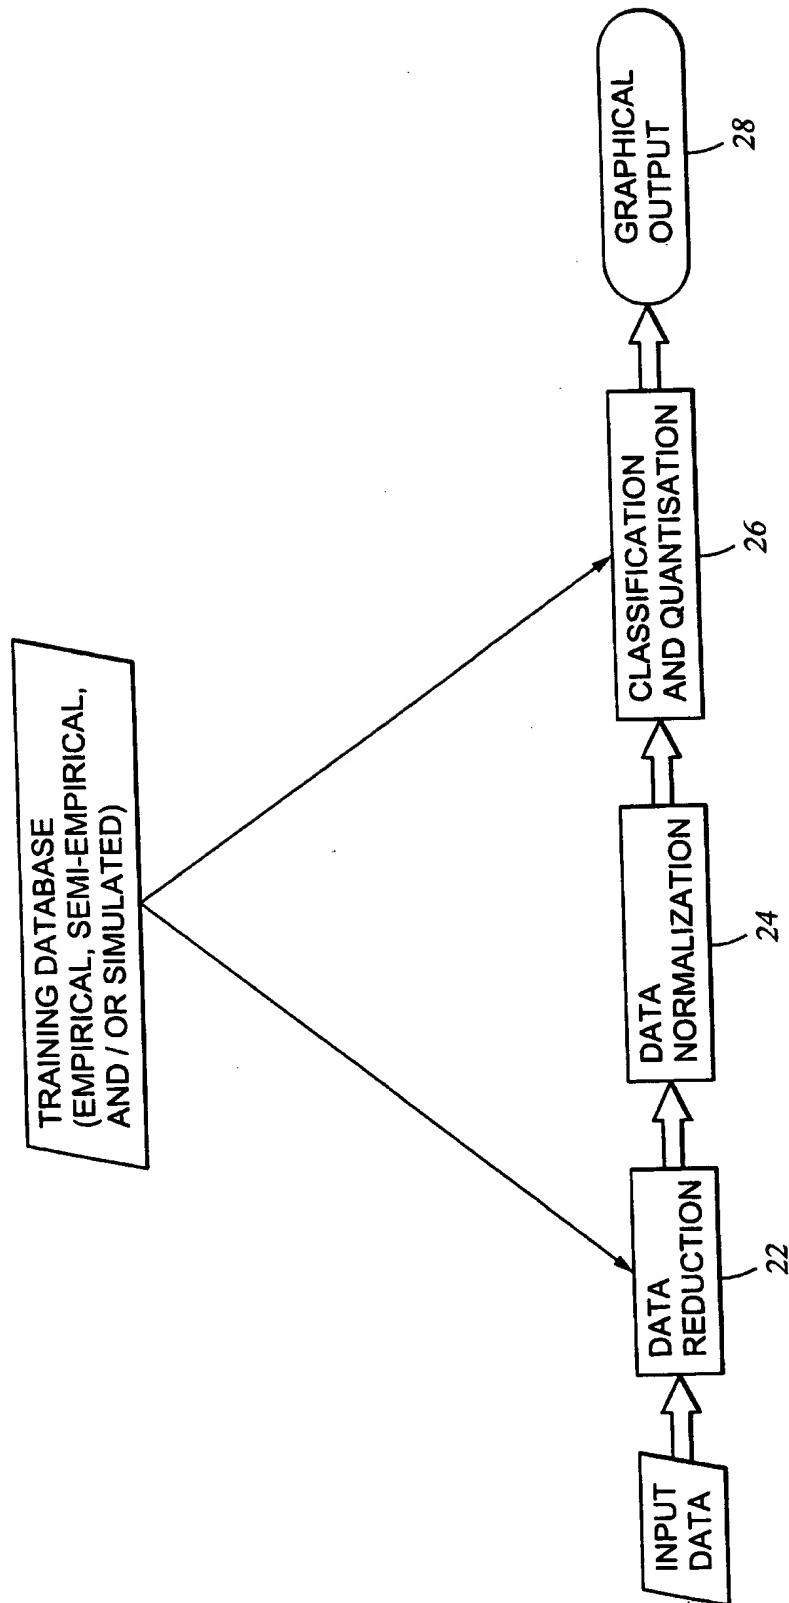 TRAINING DATABASE
(EMPIRICAL, SEMI-EMPIRICAL,
AND / OR SIMULATED)
INPUT
DATA
DATA
REDUCTION
22
DATA
NORMALIZATION
24
CLASSIFICATION
AND QUANTISATION
26
GRAPHICAL
OUTPUT
28